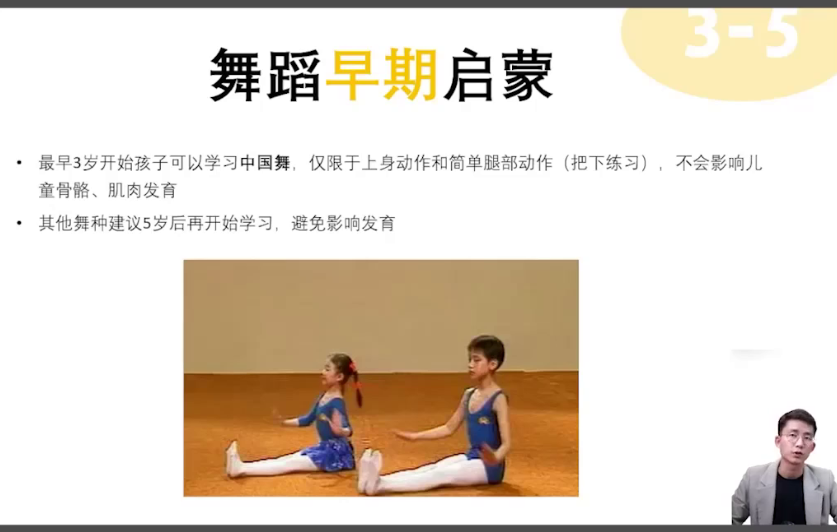 3-5
舞蹈早期启蒙
• 最早3岁开始孩子可以学习中国舞，仅限于上身动作和简单腿部动作（把下练习），不会影响儿
童骨骼、肌肉发育
• 其他舞种建议5岁后再开始学习，避免影响发育